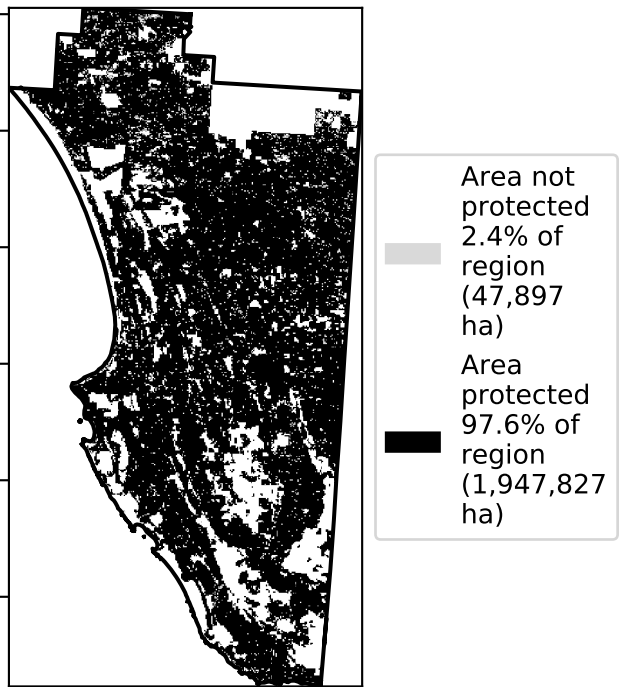 Area not
protected
2.4% of
region
(47,897
ha)
Area
protected
97.6% of
region
(1,947,827
ha)